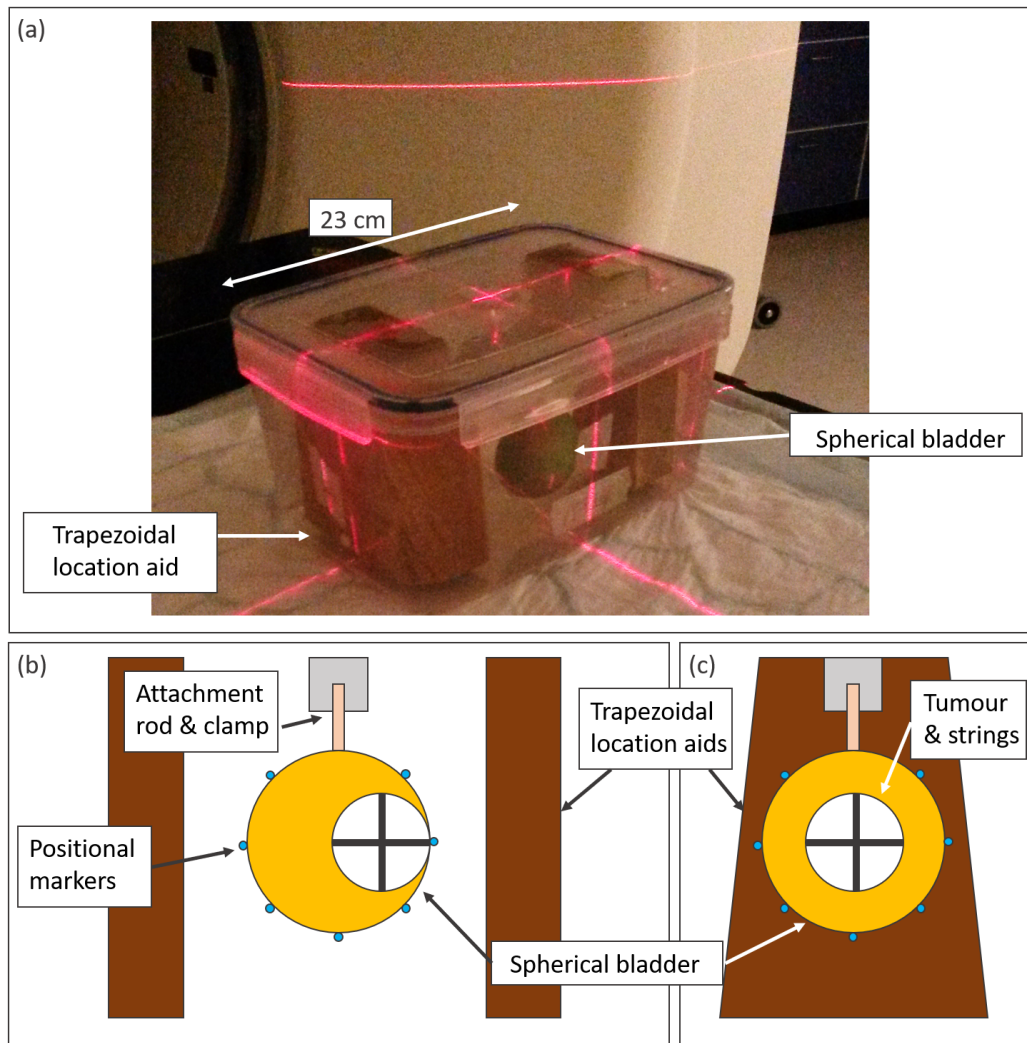 (a)
23 cm
Spherical bladder
Trapezoidal
location aid
(b)
Attachment
rod & clamp
Positional
markers
Trapezoidal
location aids
Spherical bladder
(c)
Tumour
& strings